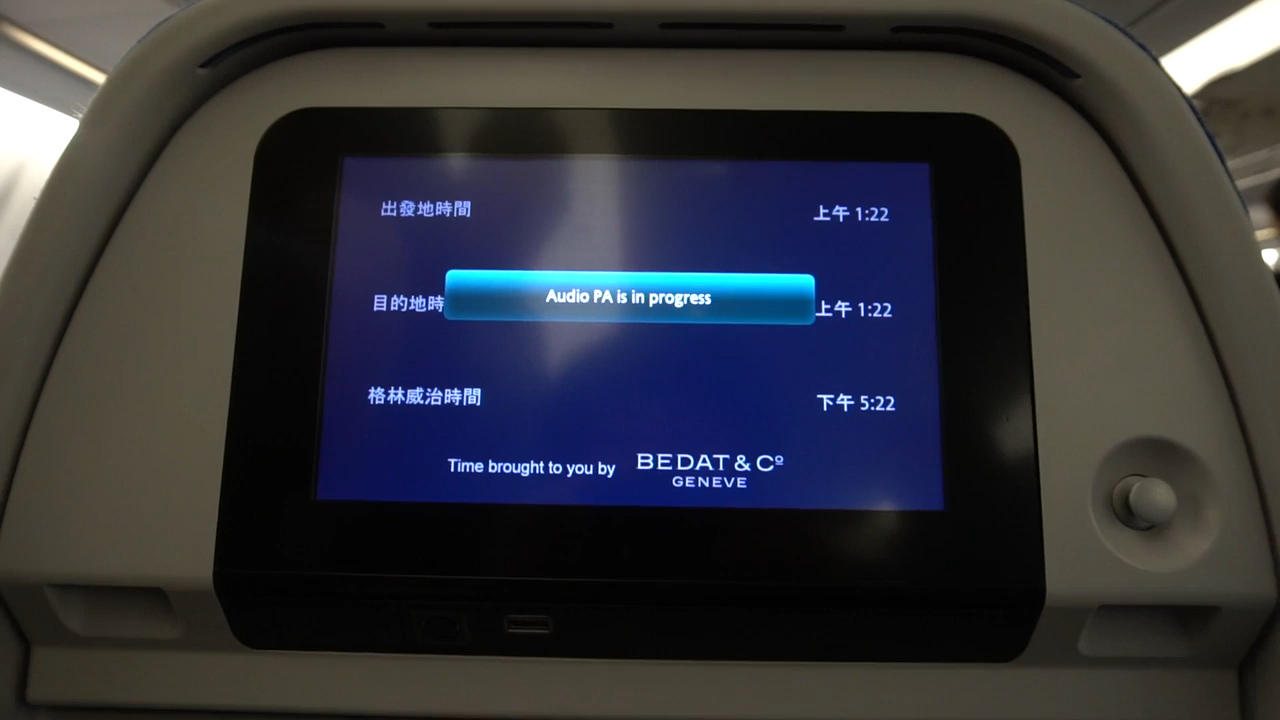 出發地時間 上午 1:22
Audio PA is in progress
目的地時 上午 1:22
格林威治時間 下午 5:22
Time brought to you by BEDAT & Cº
GENEVE